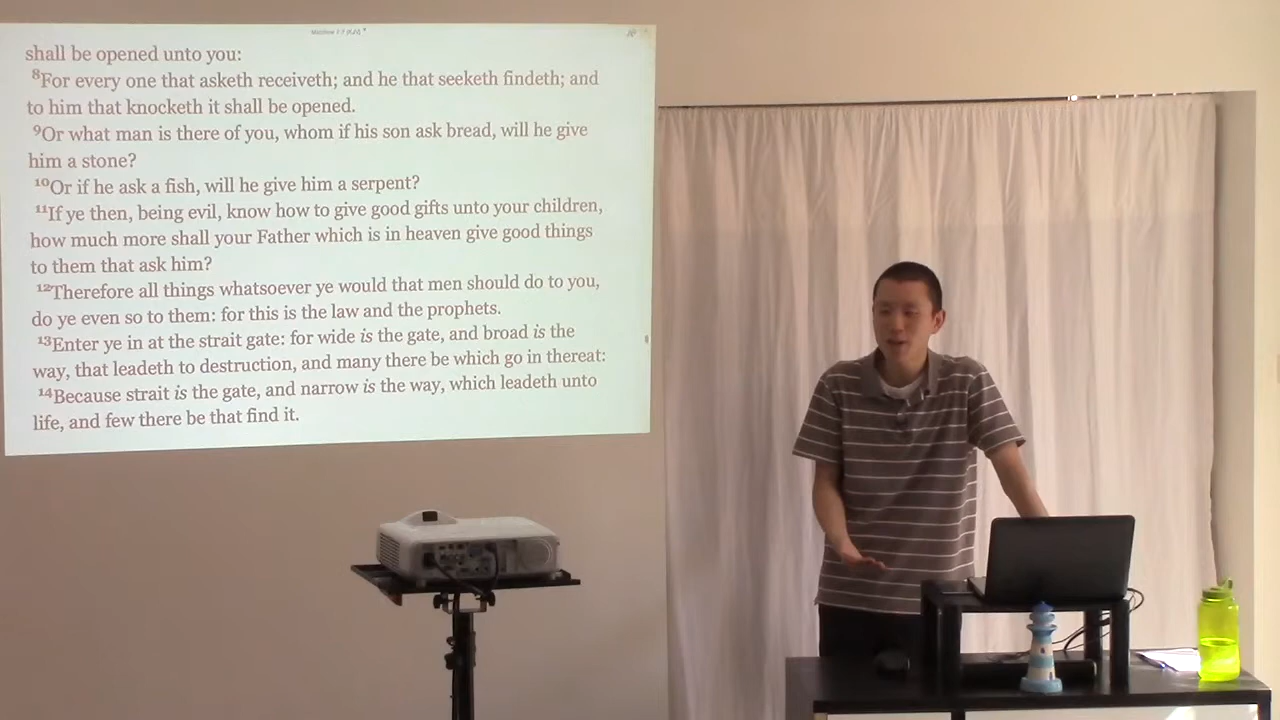 Matthew 7:7 (KJV)
shall be opened unto you:
⁸For every one that asketh receiveth; and he that seeketh findeth; and
to him that knocketh it shall be opened.
⁹Or what man is there of you, whom if his son ask bread, will he give
him a stone?
¹⁰Or if he ask a fish, will he give him a serpent?
¹¹If ye then, being evil, know how to give good gifts unto your children,
how much more shall your Father which is in heaven give good things
to them that ask him?
¹²Therefore all things whatsoever ye would that men should do to you,
do ye even so to them: for this is the law and the prophets.
¹³Enter ye in at the strait gate: for wide is the gate, and broad is the
way, that leadeth to destruction, and many there be which go in thereat:
¹⁴Because strait is the gate, and narrow is the way, which leadeth unto
life, and few there be that find it.